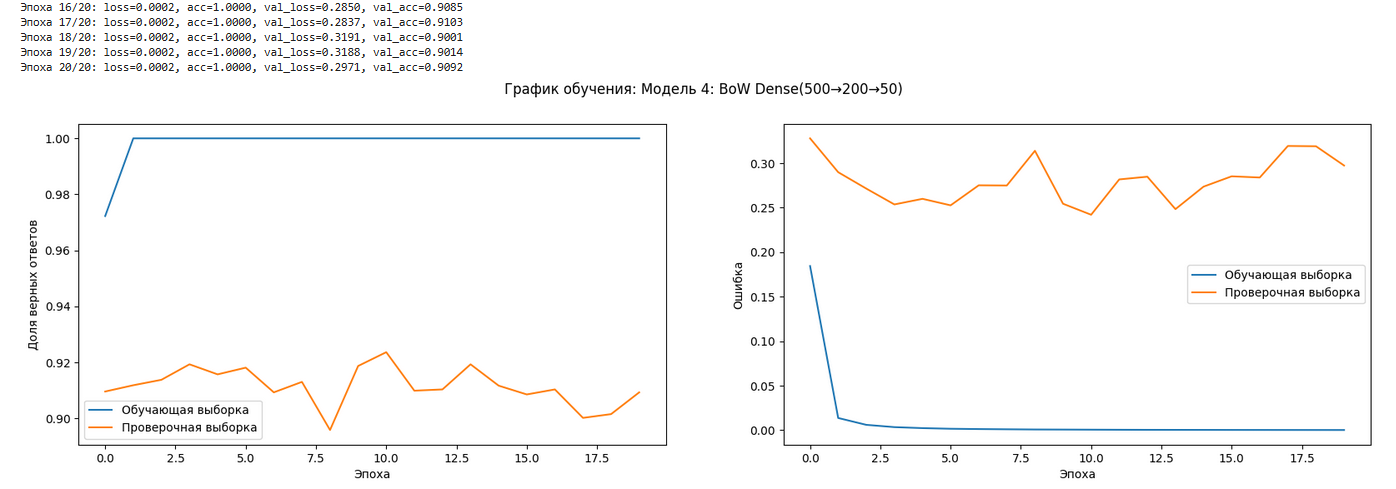 Эпоха 16/20: loss=0.0002, acc=1.0000, val_loss=0.2850, val_acc=0.9085
Эпоха 17/20: loss=0.0002, acc=1.0000, val_loss=0.2837, val_acc=0.9103
Эпоха 18/20: loss=0.0002, acc=1.0000, val_loss=0.3191, val_acc=0.9001
Эпоха 19/20: loss=0.0002, acc=1.0000, val_loss=0.3188, val_acc=0.9014
Эпоха 20/20: loss=0.0002, acc=1.0000, val_loss=0.2971, val_acc=0.9092
График обучения: Модель 4: BoW Dense(500→200→50)
Доля верных ответов
1.00
0.98
0.96
0.94
0.92
0.90
Обучающая выборка
Проверочная выборка
0.0 2.5 5.0 7.5 10.0 12.5 15.0 17.5
Эпоха
Ошибка
0.30
0.25
0.20
0.15
0.10
0.05
0.00
Обучающая выборка
Проверочная выборка
0.0 2.5 5.0 7.5 10.0 12.5 15.0 17.5
Эпоха